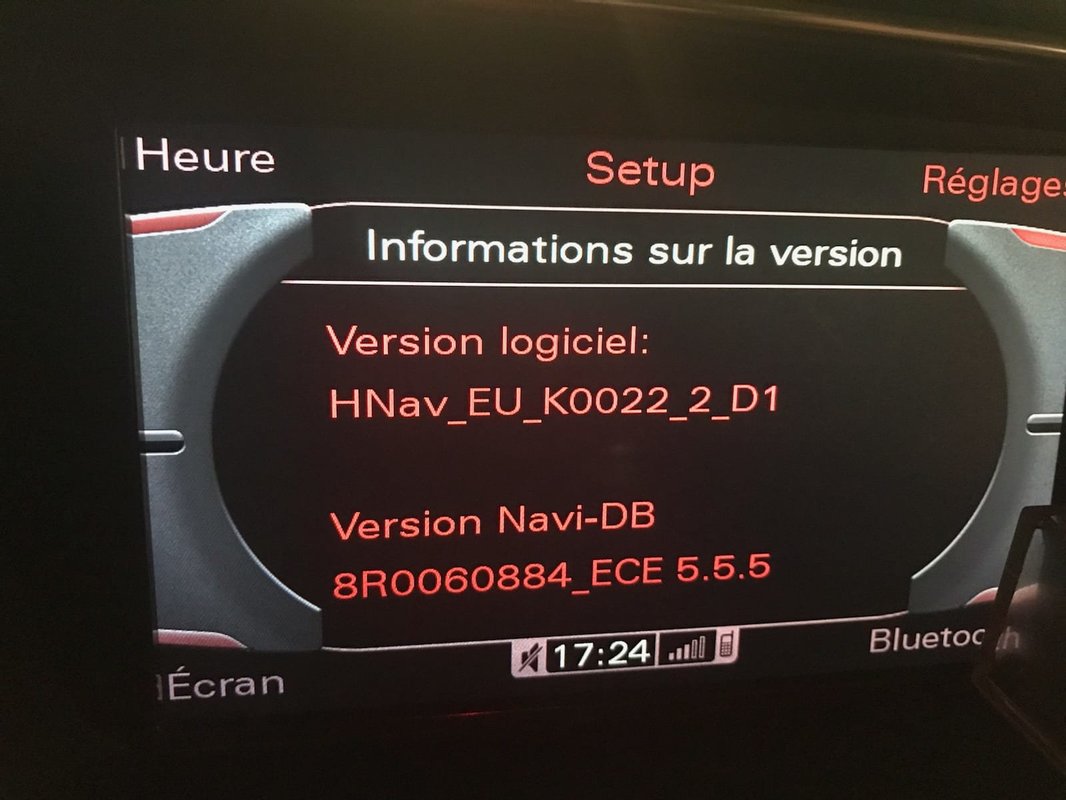 Heure
Setup
Réglages
Informations sur la version
Version logiciel:
HNav_EU_K0022_2_D1
Version Navi-DB
8R0060884_ECE 5.5.5
17:24
Écran
Bluetooth